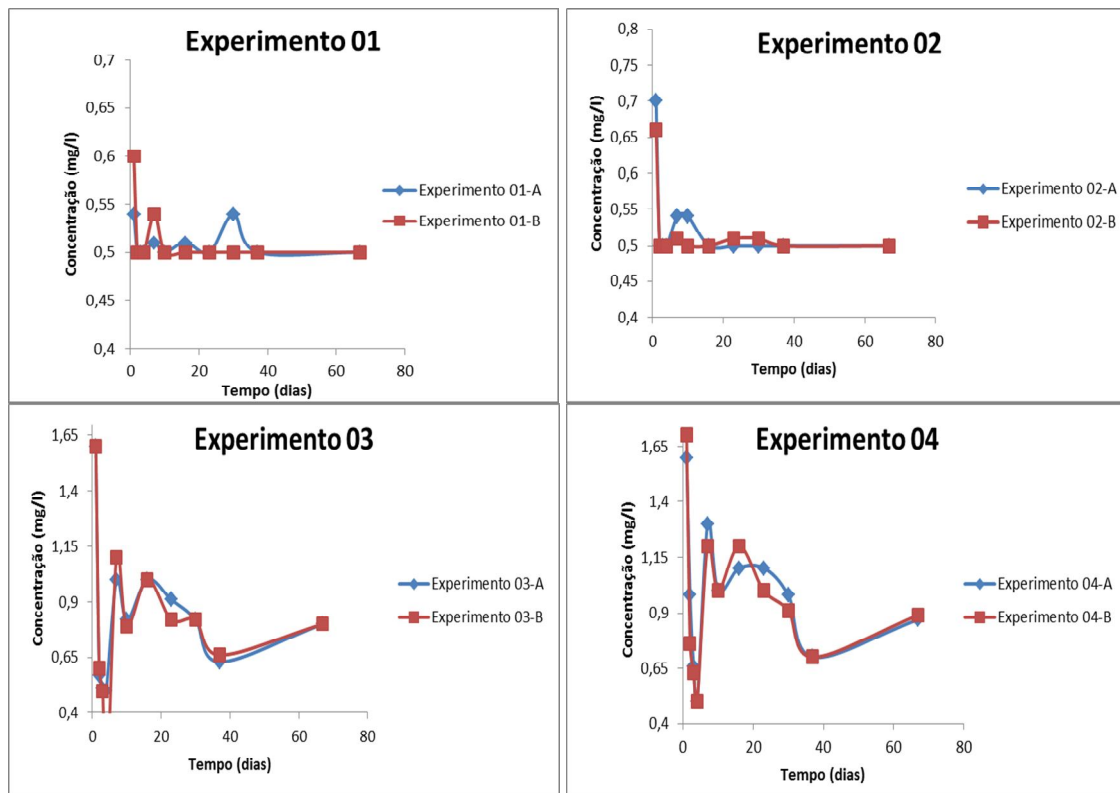 Experimento 01
0,7
0,65
0,6
0,55
0,5
0,45
0,4
Concentração (mg/l)
0 20 40 60 80
Tempo (dias)
Experimento 01-A
Experimento 01-B
Experimento 02
0,8
0,75
0,7
0,65
0,6
0,55
0,5
0,45
0,4
Concentração (mg/l)
0 20 40 60 80
Tempo (dias)
Experimento 02-A
Experimento 02-B
Experimento 03
1,65
1,4
1,15
0,9
0,65
0,4
Concentração (mg/l)
0 20 40 60 80
Tempo (dias)
Experimento 03-A
Experimento 03-B
Experimento 04
1,65
1,4
1,15
0,9
0,65
0,4
Concentração (mg/l)
0 20 40 60 80
Tempo (dias)
Experimento 04-A
Experimento 04-B